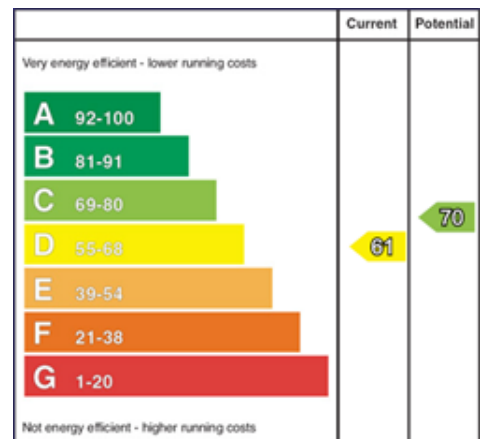 Current Potential
Very energy efficient - lower running costs
A 92-100
B 81-91
C 69-80
70
D 55-68
61
E 39-54
F 21-38
G 1-20
Not energy efficient - higher running costs